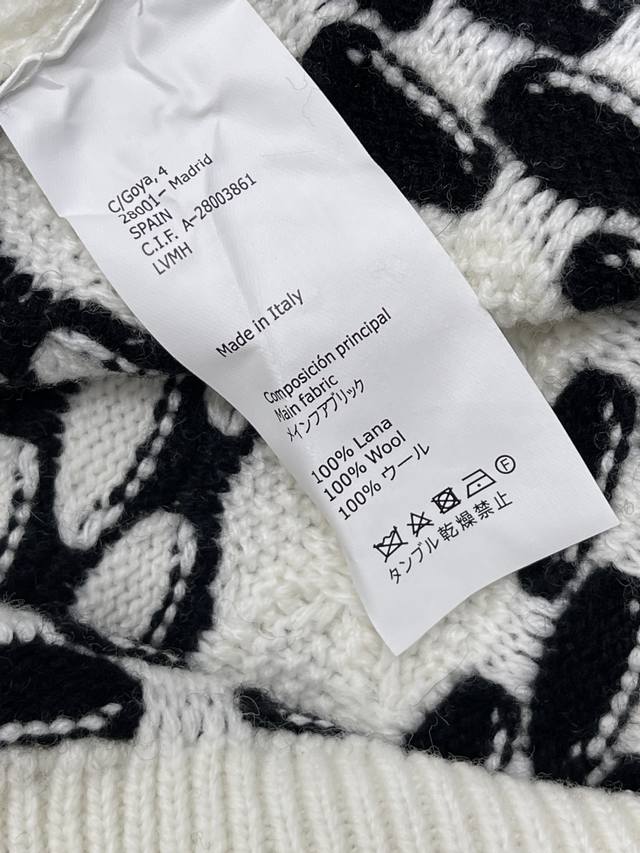 C/Goya, 4
28001- Madrid
SPAIN
C.I.F. A-28003861
LVMH
Made in Italy
Composición principal
Main fabric
メインファブリック
100% Lana
100% Wool
100% ウール
F
タンブル乾燥禁止